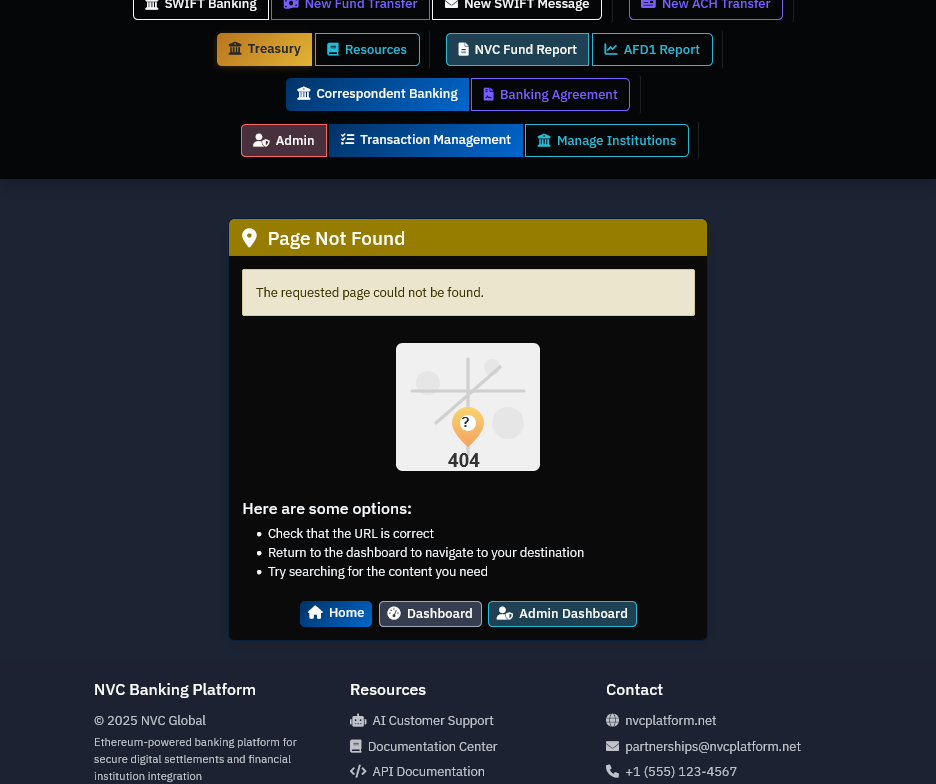 SWIFT Banking New Fund Transfer New SWIFT Message New ACH Transfer
Treasury Resources NVC Fund Report AFD1 Report
Correspondent Banking Banking Agreement
Admin Transaction Management Manage Institutions
Page Not Found
The requested page could not be found.
?
404
Here are some options:
Check that the URL is correct
Return to the dashboard to navigate to your destination
Try searching for the content you need
Home Dashboard Admin Dashboard
NVC Banking Platform
© 2025 NVC Global
Ethereum-powered banking platform for
secure digital settlements and financial
institution integration
Resources
AI Customer Support
Documentation Center
API Documentation
Contact
nvcplatform.net
partnerships@nvcplatform.net
+1 (555) 123-4567